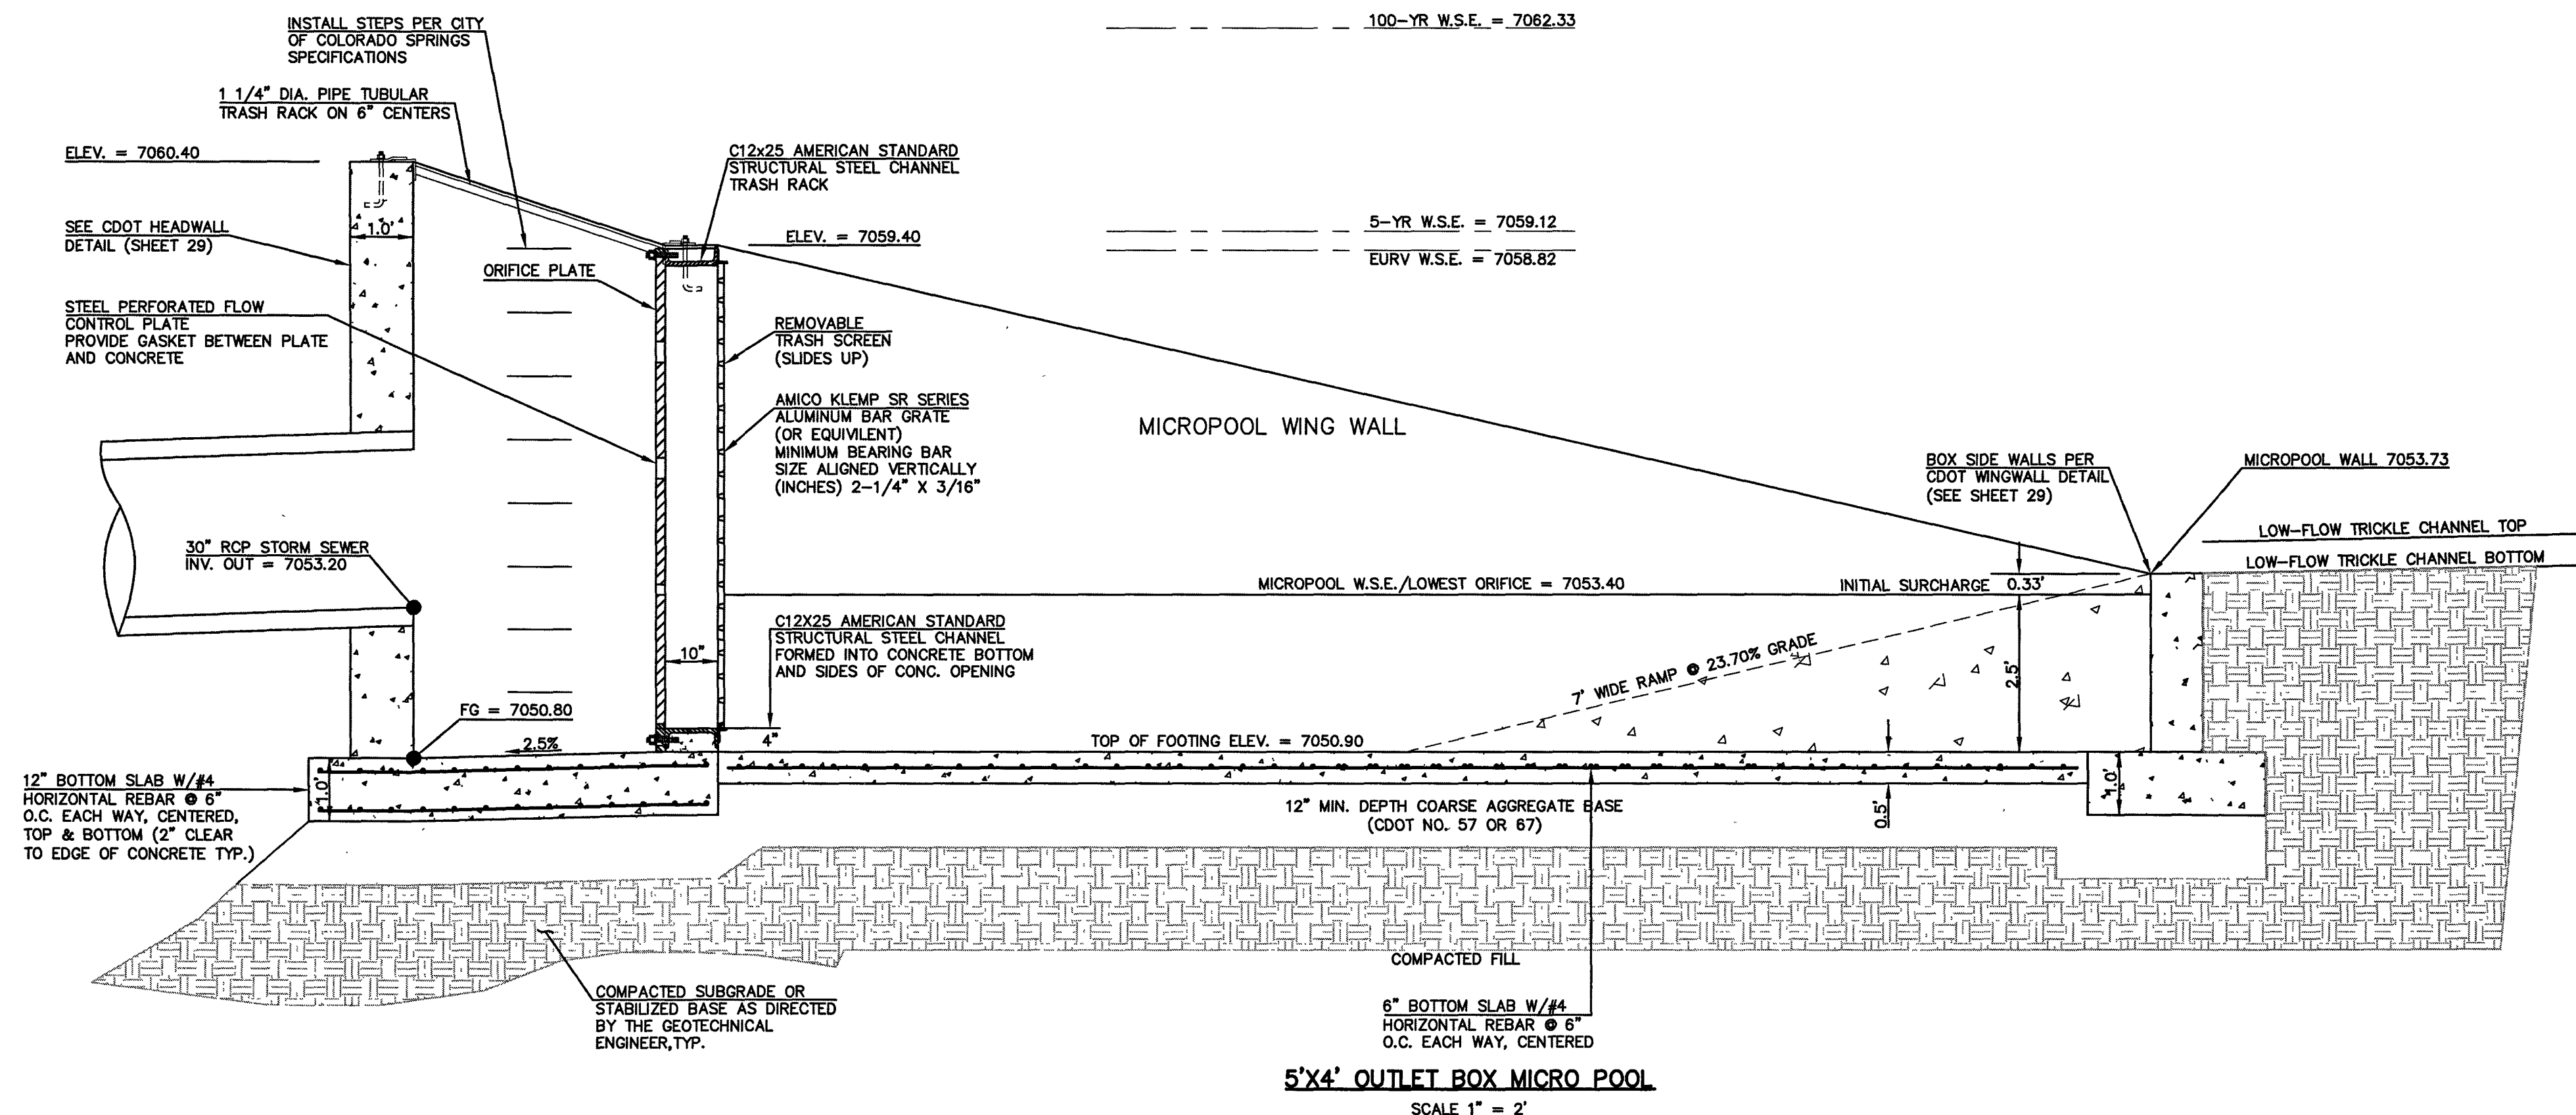 100-YR W.S.E. = 7062.33
INSTALL STEPS PER CITY
OF COLORADO SPRINGS
SPECIFICATIONS
1 1/4" DIA. PIPE TUBULAR
TRASH RACK ON 6" CENTERS
ELEV. = 7060.40
C12x25 AMERICAN STANDARD
STRUCTURAL STEEL CHANNEL
TRASH RACK
SEE CDOT HEADWALL
DETAIL (SHEET 29)
1.0'
ELEV. = 7059.40
5-YR W.S.E. = 7059.12
EURV W.S.E. = 7058.82
ORIFICE PLATE
STEEL PERFORATED FLOW
CONTROL PLATE
PROVIDE GASKET BETWEEN PLATE
AND CONCRETE
REMOVABLE
TRASH SCREEN
(SLIDES UP)
AMICO KLEMP SR SERIES
ALUMINUM BAR GRATE
(OR EQUIVILENT)
MINIMUM BEARING BAR
SIZE ALIGNED VERTICALLY
(INCHES) 2-1/4" X 3/16"
MICROPOOL WING WALL
BOX SIDE WALLS PER
CDOT WINGWALL DETAIL
(SEE SHEET 29)
MICROPOOL WALL 7053.73
LOW-FLOW TRICKLE CHANNEL TOP
LOW-FLOW TRICKLE CHANNEL BOTTOM
30" RCP STORM SEWER
INV. OUT = 7053.20
MICROPOOL W.S.E./LOWEST ORIFICE = 7053.40
INITIAL SURCHARGE
0.33'
C12X25 AMERICAN STANDARD
STRUCTURAL STEEL CHANNEL
FORMED INTO CONCRETE BOTTOM
AND SIDES OF CONC. OPENING
10"
7' WIDE RAMP @ 23.70% GRADE
2.5'
FG = 7050.80
2.5%
4"
TOP OF FOOTING ELEV. = 7050.90
12" BOTTOM SLAB W/#4
HORIZONTAL REBAR @ 6"
O.C. EACH WAY, CENTERED,
TOP & BOTTOM (2" CLEAR
TO EDGE OF CONCRETE TYP.)
1.0'
12" MIN. DEPTH COARSE AGGREGATE BASE
(CDOT NO. 57 OR 67)
0.5'
1.0'
COMPACTED FILL
COMPACTED SUBGRADE OR
STABILIZED BASE AS DIRECTED
BY THE GEOTECHNICAL
ENGINEER,TYP.
6" BOTTOM SLAB W/#4
HORIZONTAL REBAR @ 6"
O.C. EACH WAY, CENTERED
5'X4' OUTLET BOX MICRO POOL
SCALE 1" = 2'